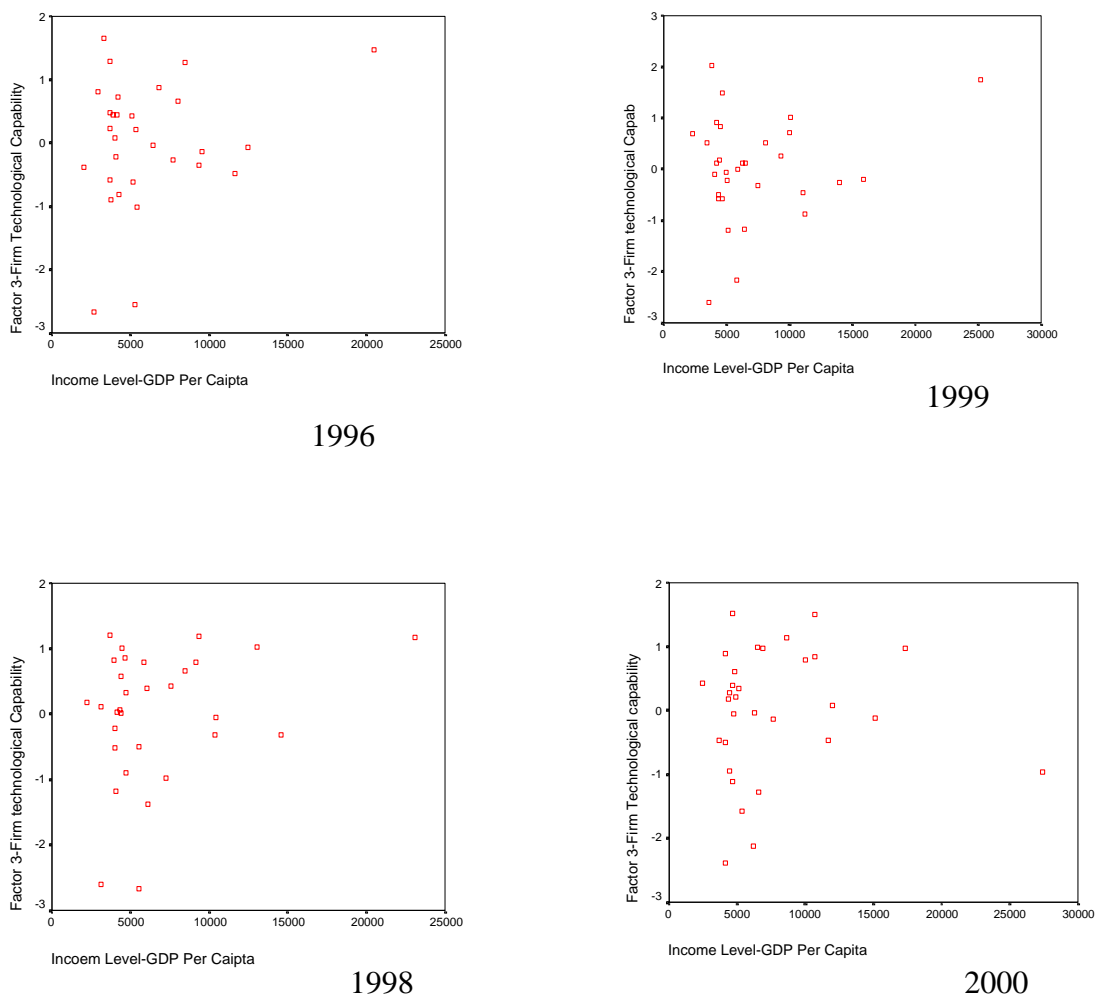 2
1
0
-1
-2
-3
Factor 3-Firm Technological Capability
0 5000 10000 15000 20000 25000
Income Level-GDP Per Caipta
1996
3
2
1
0
-1
-2
-3
Factor 3-Firm technological Capab
0 5000 10000 15000 20000 25000 30000
Income Level-GDP Per Capita
1999
2
1
0
-1
-2
-3
Factor 3-Firm technological capability
0 5000 10000 15000 20000 25000
Incoem Level-GDP Per Caipta
1998
2
1
0
-1
-2
-3
Factor 3-Firm Technological capability
0 5000 10000 15000 20000 25000 30000
Income Level-GDP Per Capita
2000